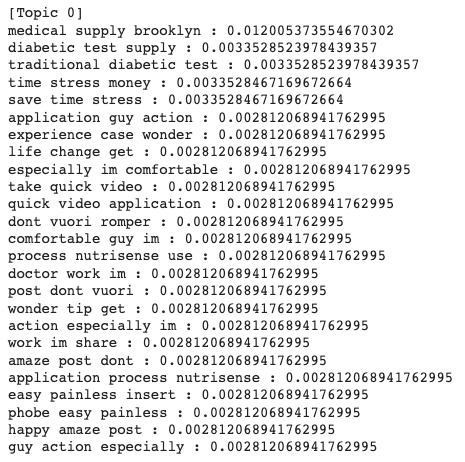 [Topic 0]
medical supply brooklyn : 0.012005373554670302
diabetic test supply : 0.0033528523978439357
traditional diabetic test : 0.0033528523978439357
time stress money : 0.0033528467169672664
save time stress : 0.0033528467169672664
application guy action : 0.002812068941762995
experience case wonder : 0.002812068941762995
life change get : 0.002812068941762995
especially im comfortable : 0.002812068941762995
take quick video : 0.002812068941762995
quick video application : 0.002812068941762995
dont vuori romper : 0.002812068941762995
comfortable guy im : 0.002812068941762995
process nutrisense use : 0.002812068941762995
doctor work im : 0.002812068941762995
post dont vuori : 0.002812068941762995
wonder tip get : 0.002812068941762995
action especially im : 0.002812068941762995
work im share : 0.002812068941762995
amaze post dont : 0.002812068941762995
application process nutrisense : 0.002812068941762995
easy painless insert : 0.002812068941762995
phobe easy painless : 0.002812068941762995
happy amaze post : 0.002812068941762995
guy action especially : 0.002812068941762995